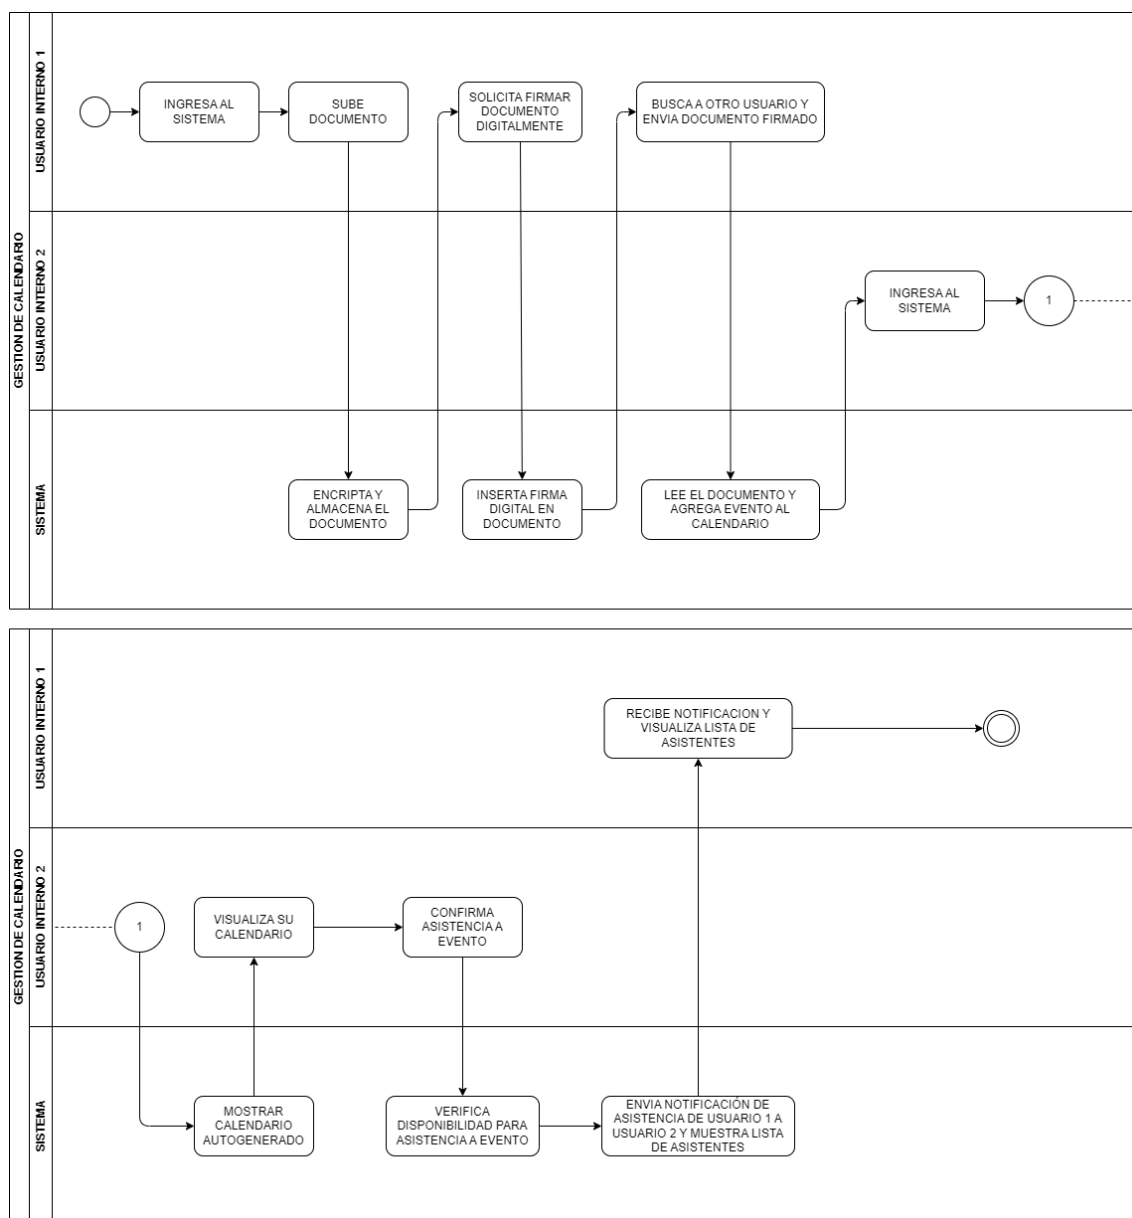 GESTION DE CALENDARIO
USUARIO INTERNO 1
INGRESA AL
SISTEMA
SUBE
DOCUMENTO
SOLICITA FIRMAR
DOCUMENTO
DIGITALMENTE
BUSCA A OTRO USUARIO Y
ENVIA DOCUMENTO FIRMADO
USUARIO INTERNO 2
INGRESA AL
SISTEMA
1
SISTEMA
ENCRIPTA Y
ALMACENA EL
DOCUMENTO
INSERTA FIRMA
DIGITAL EN
DOCUMENTO
LEE EL DOCUMENTO Y
AGREGA EVENTO AL
CALENDARIO
GESTION DE CALENDARIO
USUARIO INTERNO 1
RECIBE NOTIFICACION Y
VISUALIZA LISTA DE
ASISTENTES
USUARIO INTERNO 2
1
VISUALIZA SU
CALENDARIO
CONFIRMA
ASISTENCIA A
EVENTO
SISTEMA
MOSTRAR
CALENDARIO
AUTOGENERADO
VERIFICA
DISPONIBILIDAD PARA
ASISTENCIA A EVENTO
ENVIA NOTIFICACIÓN DE
ASISTENCIA DE USUARIO 1 A
USUARIO 2 Y MUESTRA LISTA
DE ASISTENTES